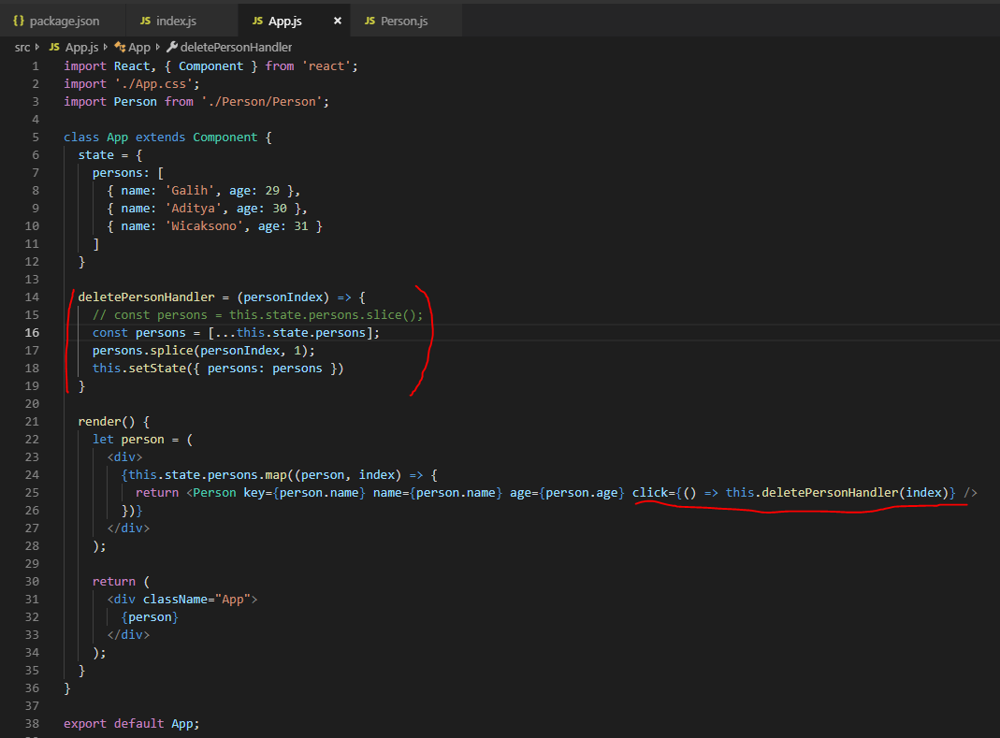 {} package.json JS index.js JS App.js × JS Person.js
src JS App.js App deletePersonHandler
1 import React, { Component } from 'react';
2 import './App.css';
3 import Person from './Person/Person';
4
5 class App extends Component {
6 state = {
7 persons: [
8 { name: 'Galih', age: 29 },
9 { name: 'Aditya', age: 30 },
10 { name: 'Wicaksono', age: 31 }
11 ]
12 }
13
14 deletePersonHandler = (personIndex) => {
15 // const persons = this.state.persons.slice();
16 const persons = [...this.state.persons];
17 persons.splice(personIndex, 1);
18 this.setState({ persons: persons })
19 }
20
21 render() {
22 let person = (
23 <div>
24 {this.state.persons.map((person, index) => {
25 return <Person key={person.name} name={person.name} age={person.age} click={() => this.deletePersonHandler(index)} />
26 })}
27 </div>
28 );
29
30 return (
31 <div className="App">
32 {person}
33 </div>
34 );
35 }
36 }
37
38 export default App;